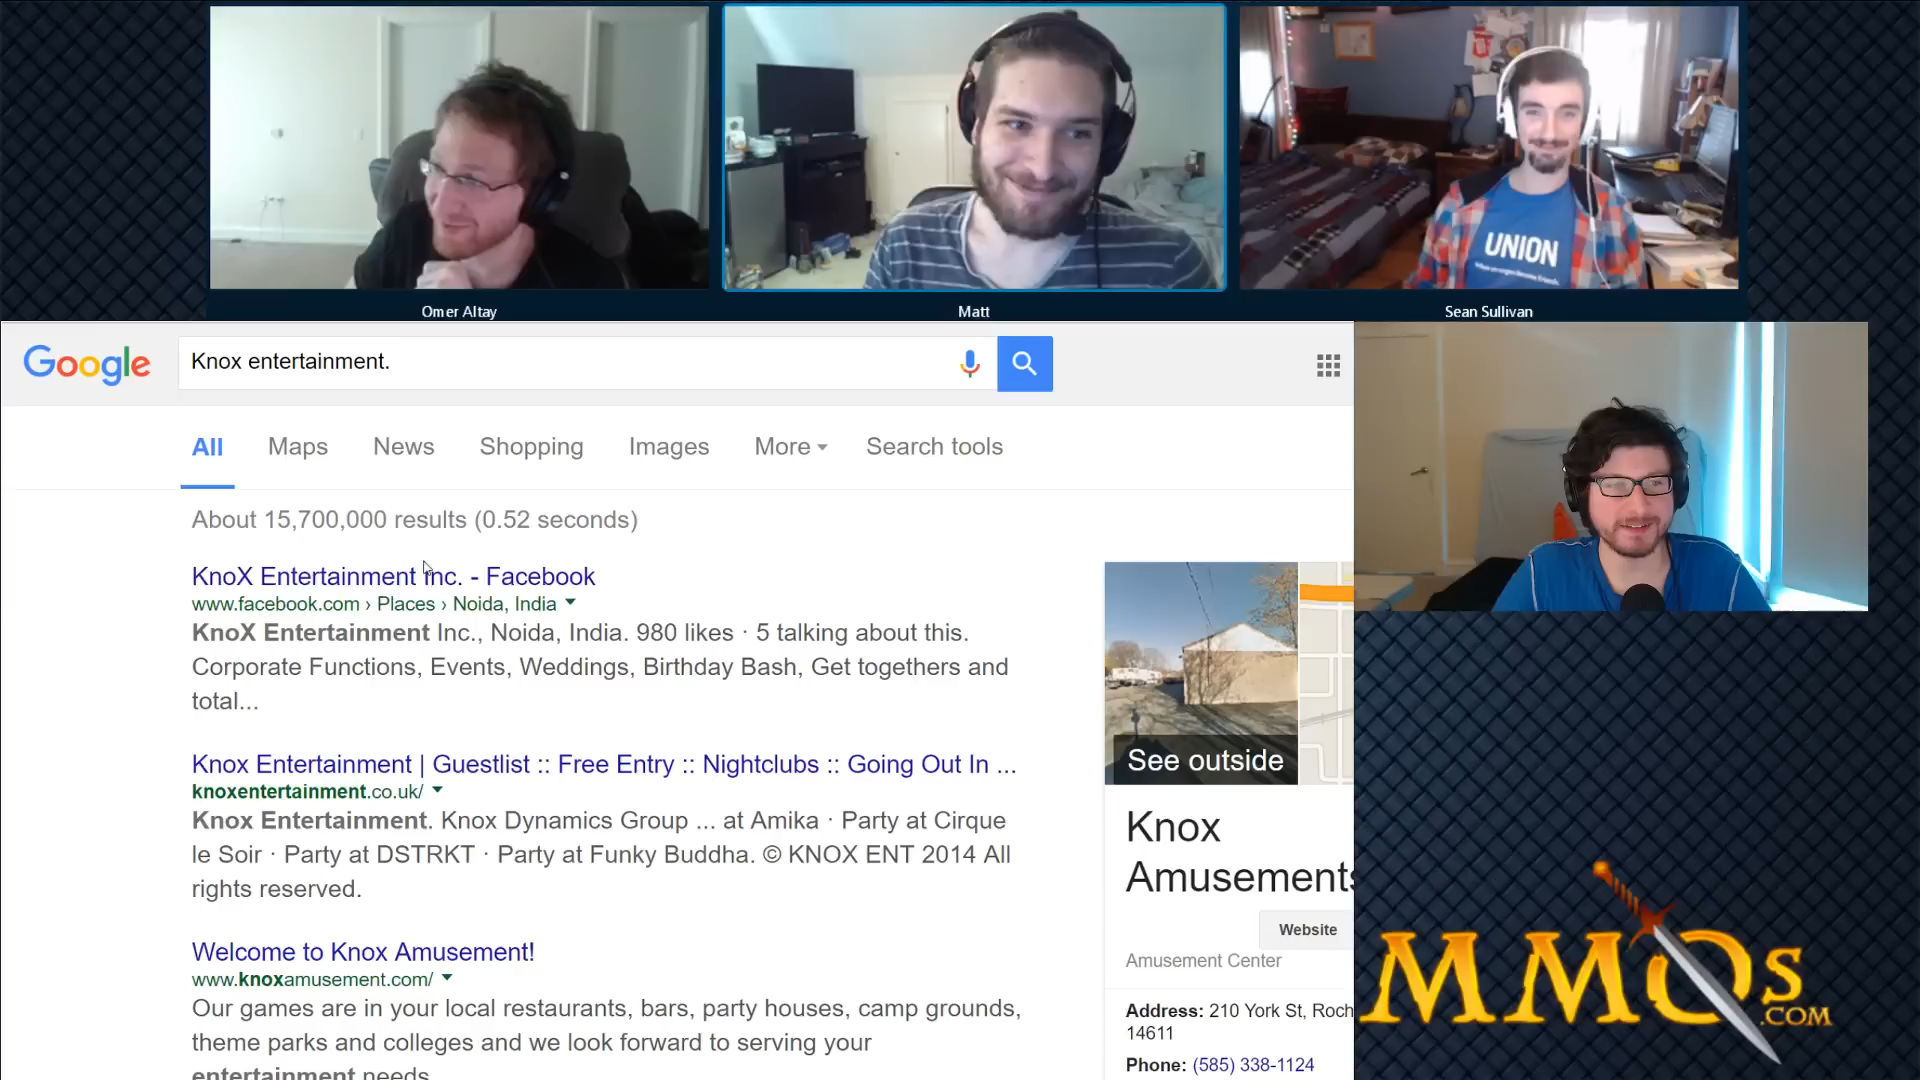 UNION
Omer Altay
Matt
Sean Sullivan
Google
Knox entertainment.
All Maps News Shopping Images More Search tools
About 15,700,000 results (0.52 seconds)
KnoX Entertainment Inc. - Facebook
www.facebook.com › Places › Noida, India
KnoX Entertainment Inc., Noida, India. 980 likes · 5 talking about this.
Corporate Functions, Events, Weddings, Birthday Bash, Get togethers and
total...
Knox Entertainment | Guestlist :: Free Entry :: Nightclubs :: Going Out In ...
knoxentertainment.co.uk/
Knox Entertainment. Knox Dynamics Group ... at Amika · Party at Cirque
le Soir · Party at DSTRKT · Party at Funky Buddha. © KNOX ENT 2014 All
rights reserved.
Welcome to Knox Amusement!
www.knoxamusement.com/
Our games are in your local restaurants, bars, party houses, camp grounds,
theme parks and colleges and we look forward to serving your
entertainment needs
See outside
Knox
Amusements
Website
Amusement Center
Address: 210 York St, Roch
14611
Phone: (585) 338-1124
MMOs
.COM